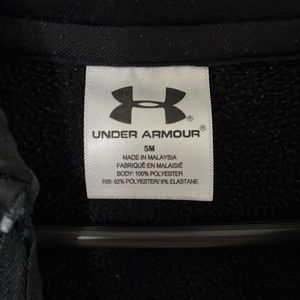 UNDER ARMOUR®
SM
MADE IN MALAYSIA
FABRIQUÉ EN MALAISIE
BODY: 100% POLYESTER
RIB: 92% POLYESTER/ 8% ELASTANE